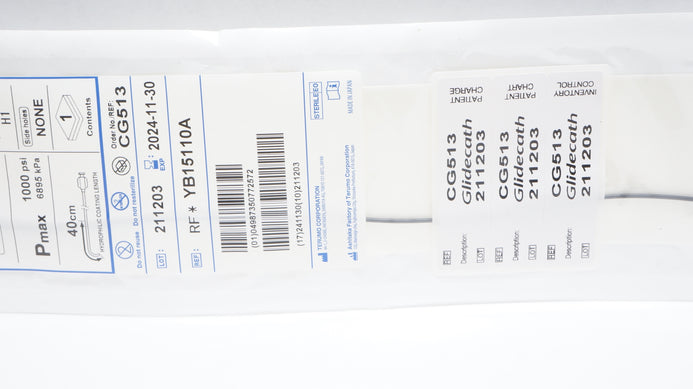 H1
Side holes
NONE
1
Contents
1000 psi
Pmax 6895 kPa
40cm
HYDROPHILIC COATING LENGTH
Order No./REF:
CG513
Do not reuse
Do not resterilize
LOT : 211203
EXP : 2024-11-30
REF : RF * YB15110A
(01)04987350772572
(17)241130(10)211203
TERUMO CORPORATION
Ashitaka Factory of Terumo Corporation
STERILE EO
MADE IN JAPAN
PATIENT CHARGE
REF CG513
Description: Glidecath
LOT 211203
PATIENT CHART
REF CG513
Description: Glidecath
LOT 211203
INVENTORY CONTROL
REF CG513
Description: Glidecath
LOT 211203